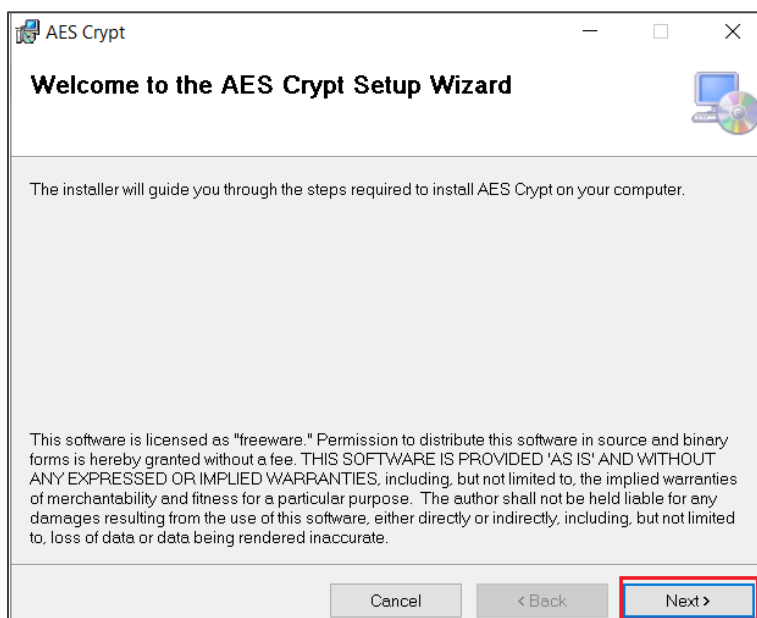 AES Crypt
Welcome to the AES Crypt Setup Wizard
The installer will guide you through the steps required to install AES Crypt on your computer.
This software is licensed as "freeware." Permission to distribute this software in source and binary
forms is hereby granted without a fee. THIS SOFTWARE IS PROVIDED 'AS IS' AND WITHOUT
ANY EXPRESSED OR IMPLIED WARRANTIES, including, but not limited to, the implied warranties
of merchantability and fitness for a particular purpose. The author shall not be held liable for any
damages resulting from the use of this software, either directly or indirectly, including, but not limited
to, loss of data or data being rendered inaccurate.
Cancel < Back Next >